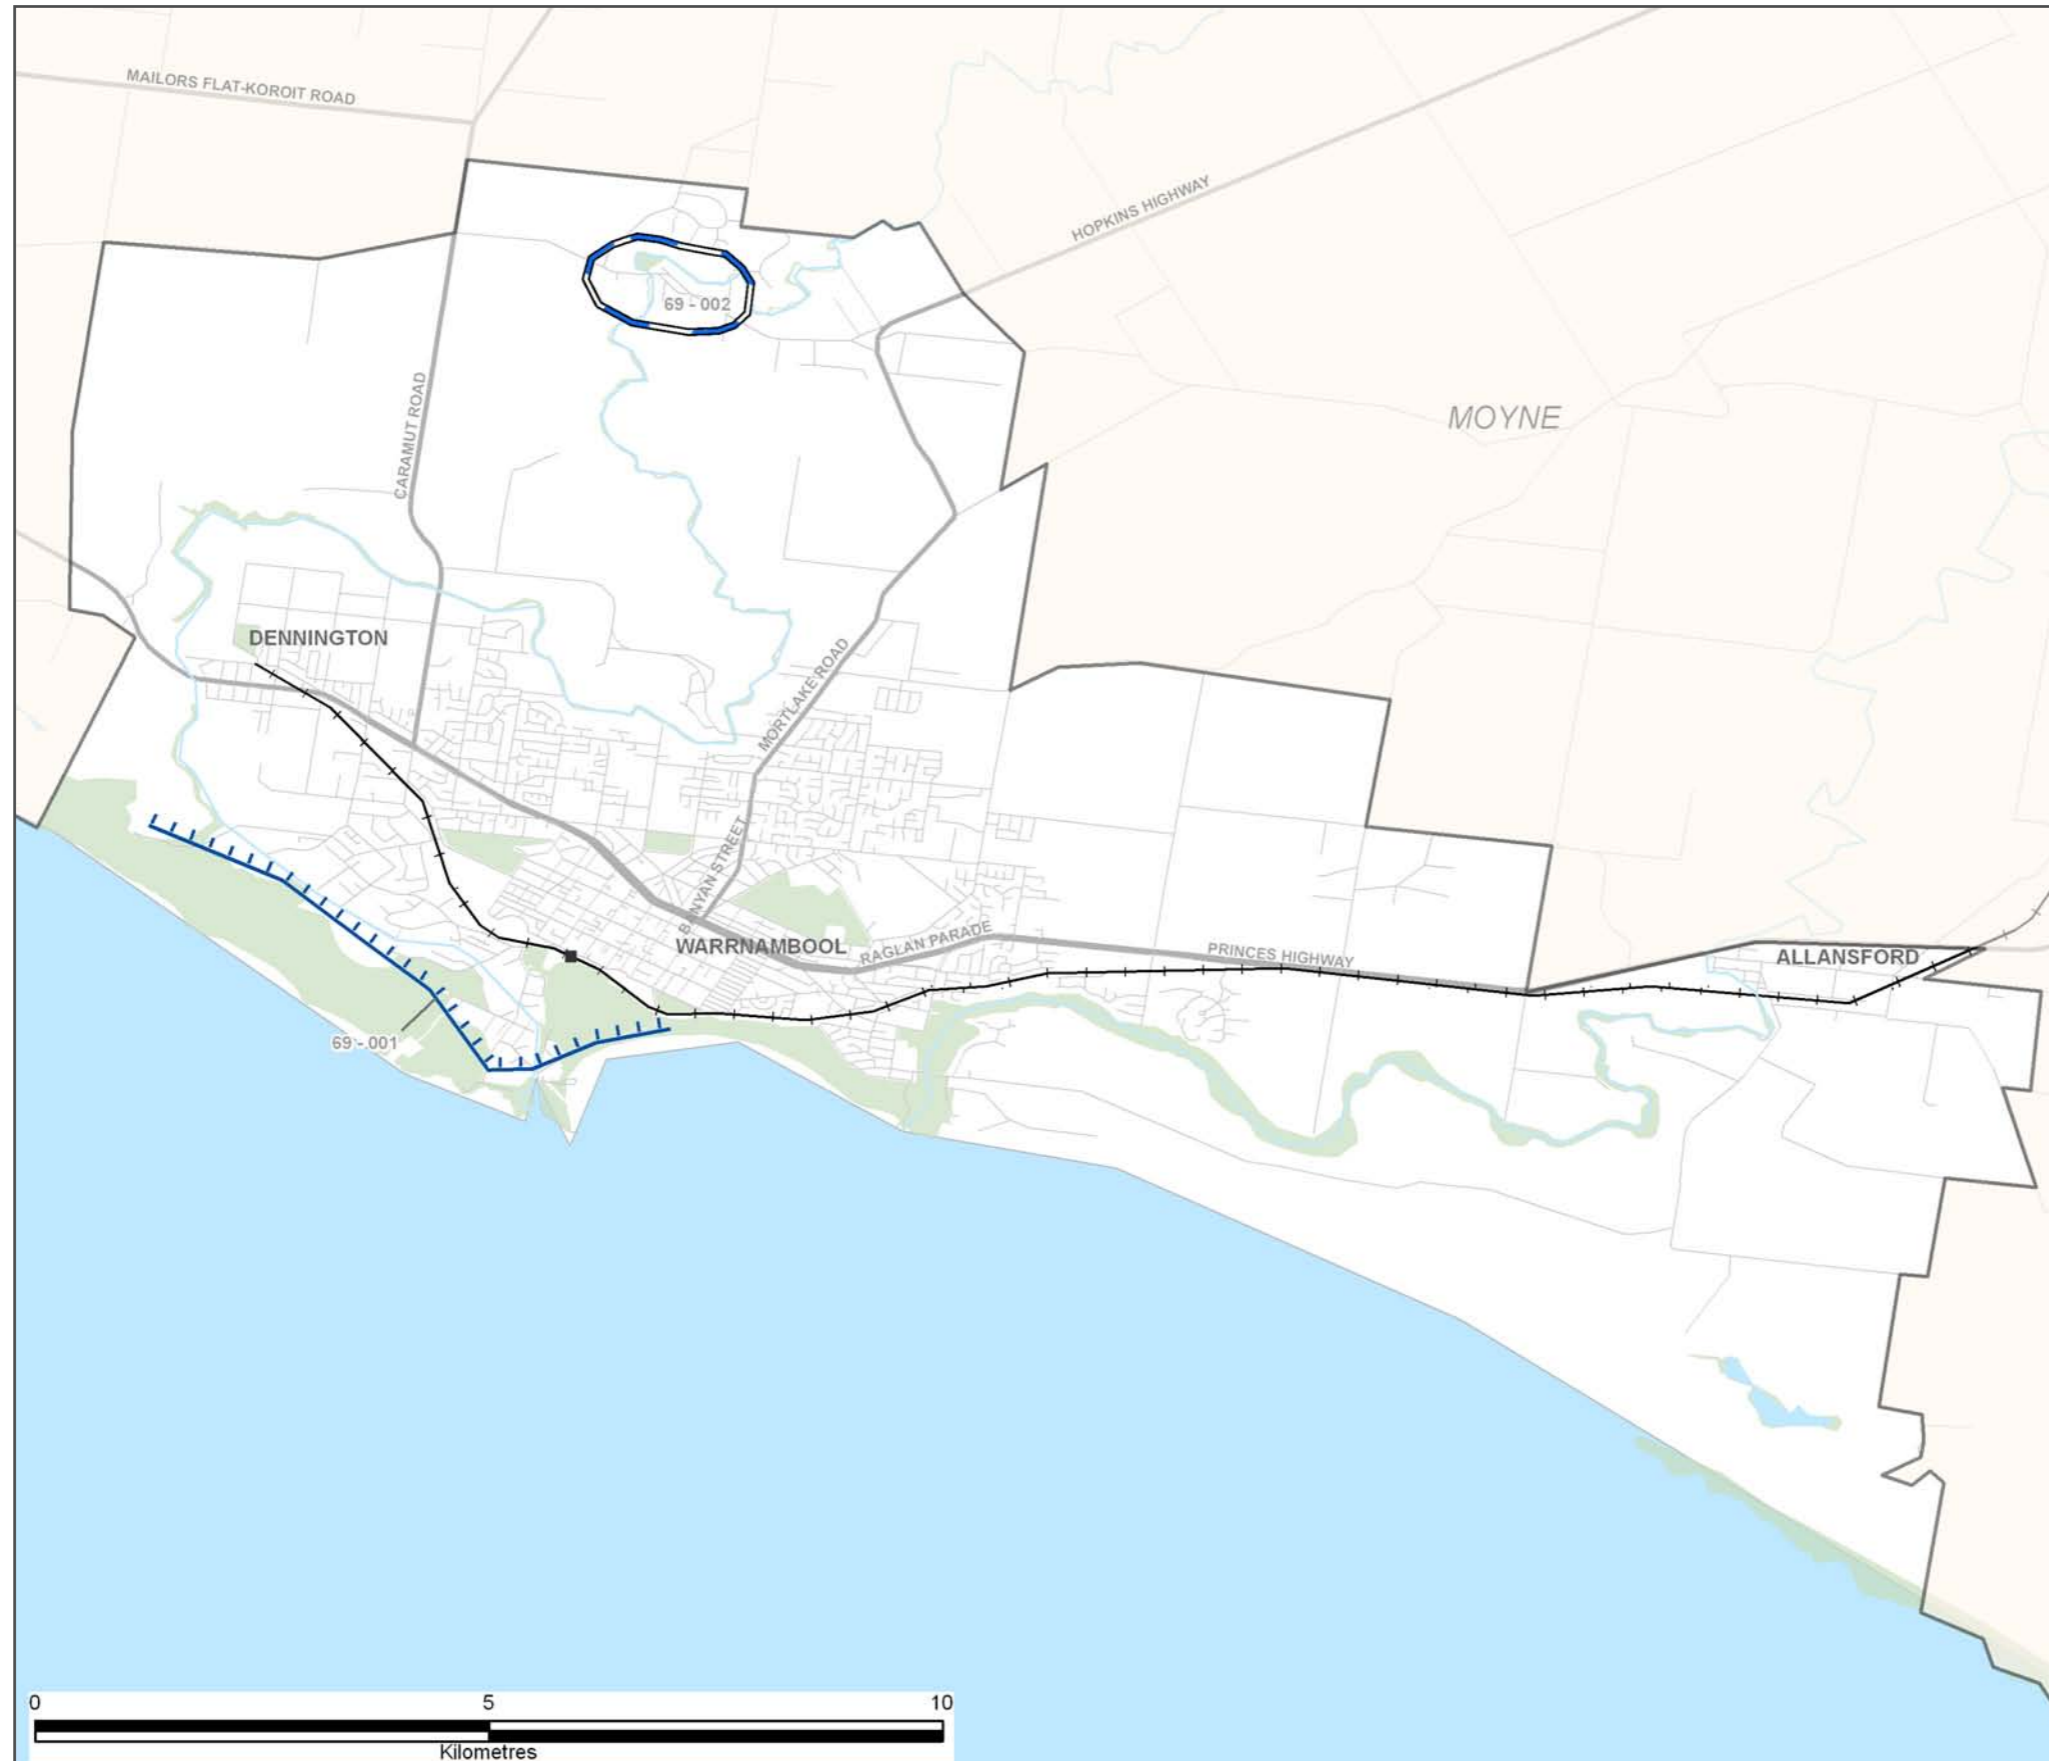 MAILORS FLAT-KOROIT ROAD
HOPKINS HIGHWAY
69 - 002
MOYNE
CARAMUT ROAD
DENNINGTON
MORTLAKE ROAD
BANYAN STREET
WARRNAMBOOL
RAGLAN PARADE
PRINCES HIGHWAY
ALLANSFORD
69 - 001
0 5 10
Kilometres